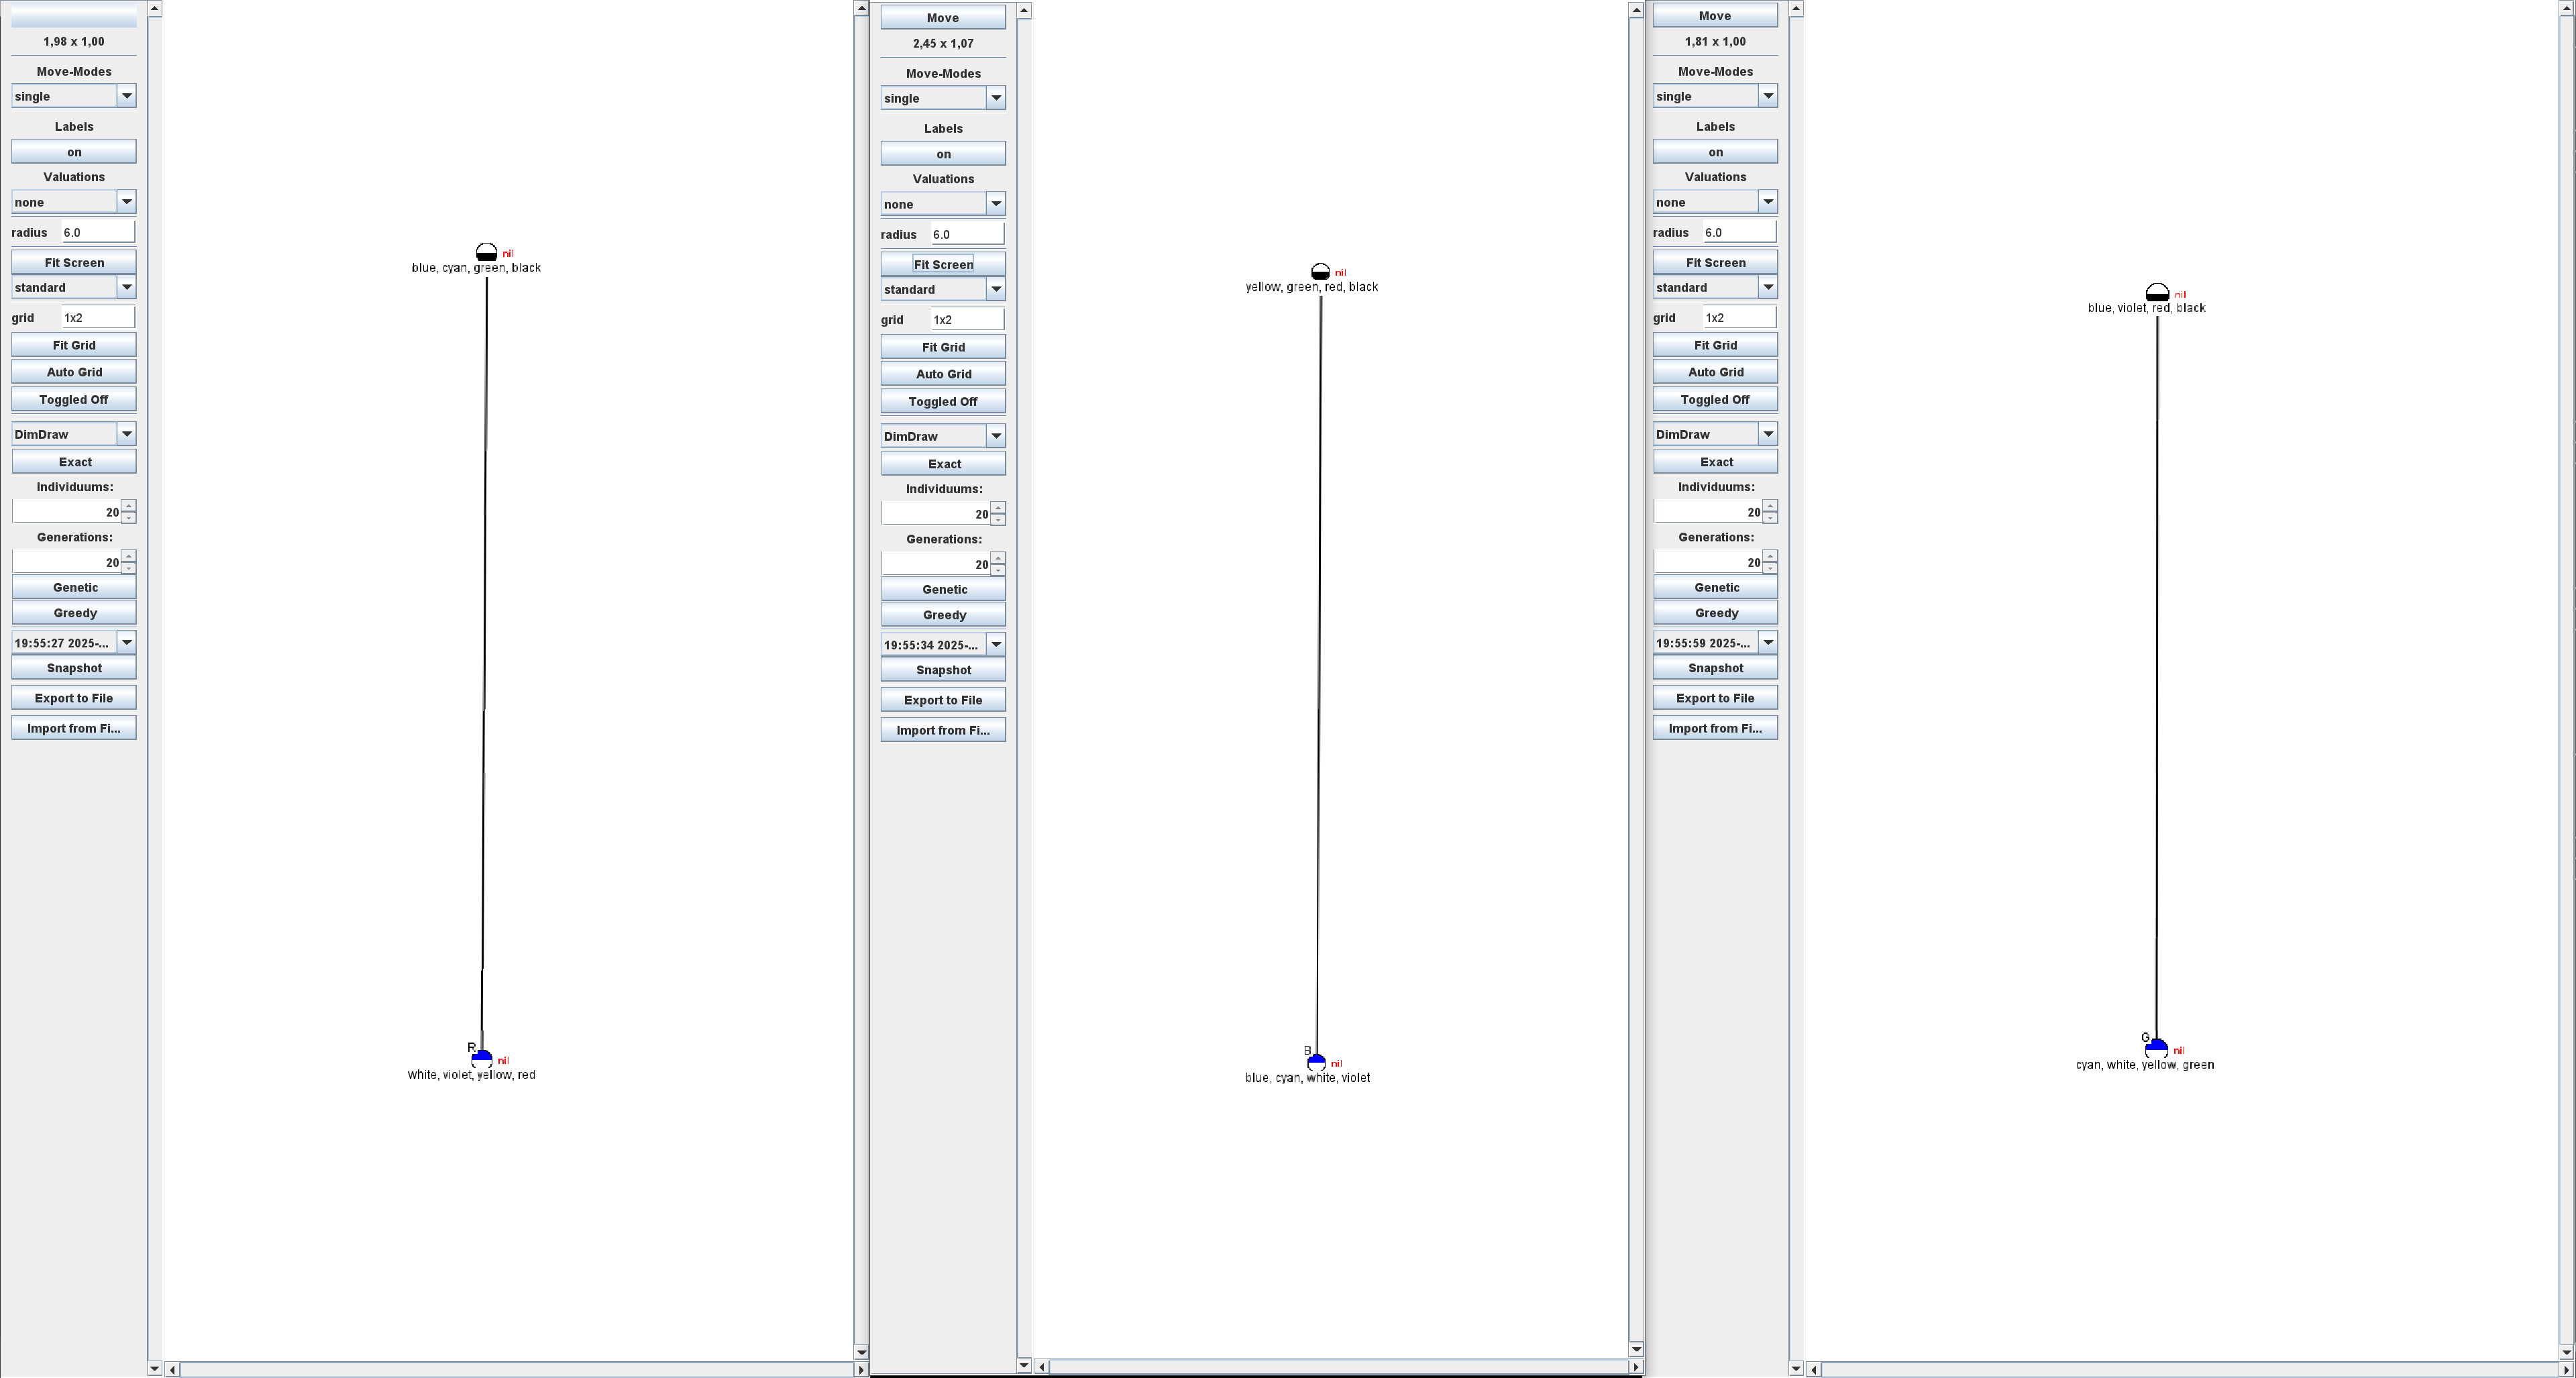 1,98 x 1,00
Move-Modes
single
Labels
on
Valuations
none
radius 6.0
Fit Screen
standard
grid 1x2
Fit Grid
Auto Grid
Toggled Off
DimDraw
Exact
Individuums:
20
Generations:
20
Genetic
Greedy
19:55:27 2025-...
Snapshot
Export to File
Import from Fi...
nil
blue, cyan, green, black
R
nil
white, violet, yellow, red
Move
2,45 x 1,07
Move-Modes
single
Labels
on
Valuations
none
radius 6.0
Fit Screen
standard
grid 1x2
Fit Grid
Auto Grid
Toggled Off
DimDraw
Exact
Individuums:
20
Generations:
20
Genetic
Greedy
19:55:34 2025-...
Snapshot
Export to File
Import from Fi...
nil
yellow, green, red, black
B
nil
blue, cyan, white, violet
Move
1,81 x 1,00
Move-Modes
single
Labels
on
Valuations
none
radius 6.0
Fit Screen
standard
grid 1x2
Fit Grid
Auto Grid
Toggled Off
DimDraw
Exact
Individuums:
20
Generations:
20
Genetic
Greedy
19:55:59 2025-...
Snapshot
Export to File
Import from Fi...
nil
blue, violet, red, black
G
nil
cyan, white, yellow, green